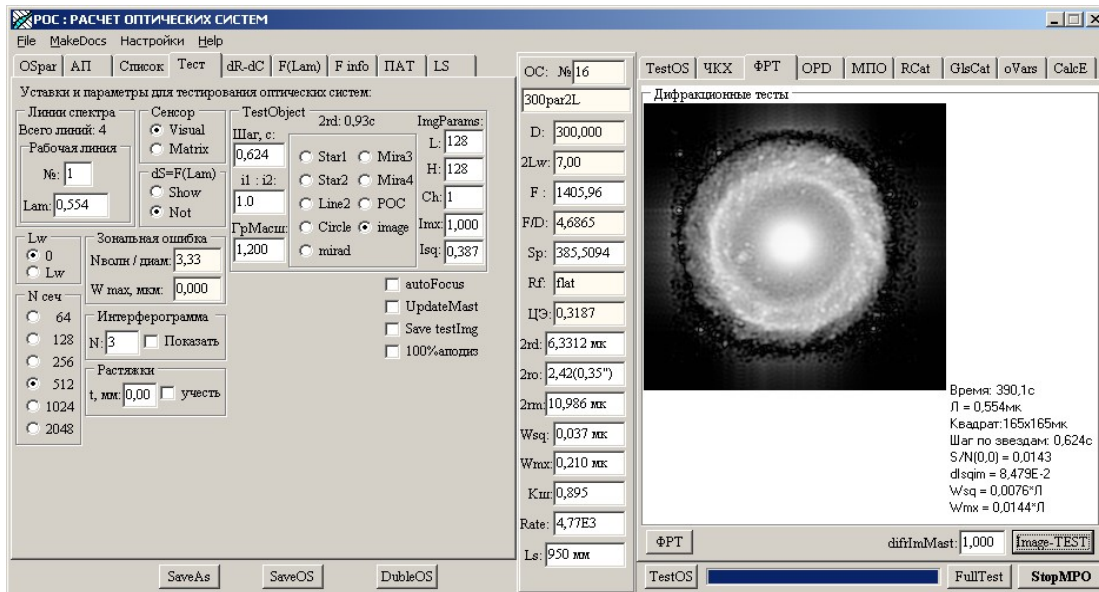 РОС : РАСЧЕТ ОПТИЧЕСКИХ СИСТЕМ
File MakeDocs Настройки Help
OSpar АП Список Тест dR-dC F(Lam) F info ПАТ LS
Уставки и параметры для тестирования оптических систем:
Линии спектра
Всего линий: 4
Рабочая линия
№: 1
Lam: 0,554
Сенсор
Visual
Matrix
dS=F(Lam)
Show
Not
TestObject
2rd: 0,93c
Шаг, с:
0,624
i1 : i2:
1.0
ГрМасш:
1,200
Star1 Mira3
Star2 Mira4
Line2 РОС
Circle image
mirad
ImgParams:
L: 128
H: 128
Ch: 1
Imx: 1,000
Isq: 0,387
Lw
0
Lw
Зональная ошибка
Nволн / диам: 3,33
W max, мкм: 0,000
N сеч
64
128
256
512
1024
2048
Интерферограмма
N: 3 Показать
Растяжки
t, мм: 0,00 учесть
autoFocus
UpdateMast
Save testImg
100%аподиз
SaveAs SaveOS DubleOS
ОС: № 16
300par2L
D: 300,000
2Lw: 7,00
F : 1405,96
F/D: 4,6865
Sp: 385,5094
Rf: flat
ЦЭ: 0,3187
2rd: 6,3312 мк
2ro: 2,42(0,35")
2rm: 10,986 мк
Wsq: 0,037 мк
Wmx: 0,210 мк
Kш: 0,895
Rate: 4,77E3
Ls: 950 мм
TestOS ЧКХ ФРТ OPD МПО RCat GlsCat oVars CalcE
Дифракционные тесты
Время: 390,1с
Л = 0,554мк
Квадрат:165x165мк
Шаг по звездам: 0,624с
S/N(0,0) = 0,0143
dIsqim = 8,479E-2
Wsq = 0,0076*Л
Wmx = 0,0144*Л
ФРТ difrImMast: 1,000 Image-TEST
TestOS FullTest StopMPO